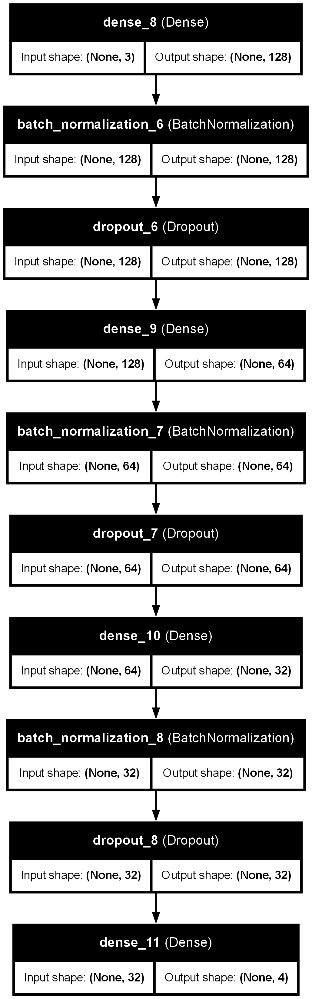 dense_8 (Dense)
Input shape: (None, 3) Output shape: (None, 128)
batch_normalization_6 (BatchNormalization)
Input shape: (None, 128) Output shape: (None, 128)
dropout_6 (Dropout)
Input shape: (None, 128) Output shape: (None, 128)
dense_9 (Dense)
Input shape: (None, 128) Output shape: (None, 64)
batch_normalization_7 (BatchNormalization)
Input shape: (None, 64) Output shape: (None, 64)
dropout_7 (Dropout)
Input shape: (None, 64) Output shape: (None, 64)
dense_10 (Dense)
Input shape: (None, 64) Output shape: (None, 32)
batch_normalization_8 (BatchNormalization)
Input shape: (None, 32) Output shape: (None, 32)
dropout_8 (Dropout)
Input shape: (None, 32) Output shape: (None, 32)
dense_11 (Dense)
Input shape: (None, 32) Output shape: (None, 4)